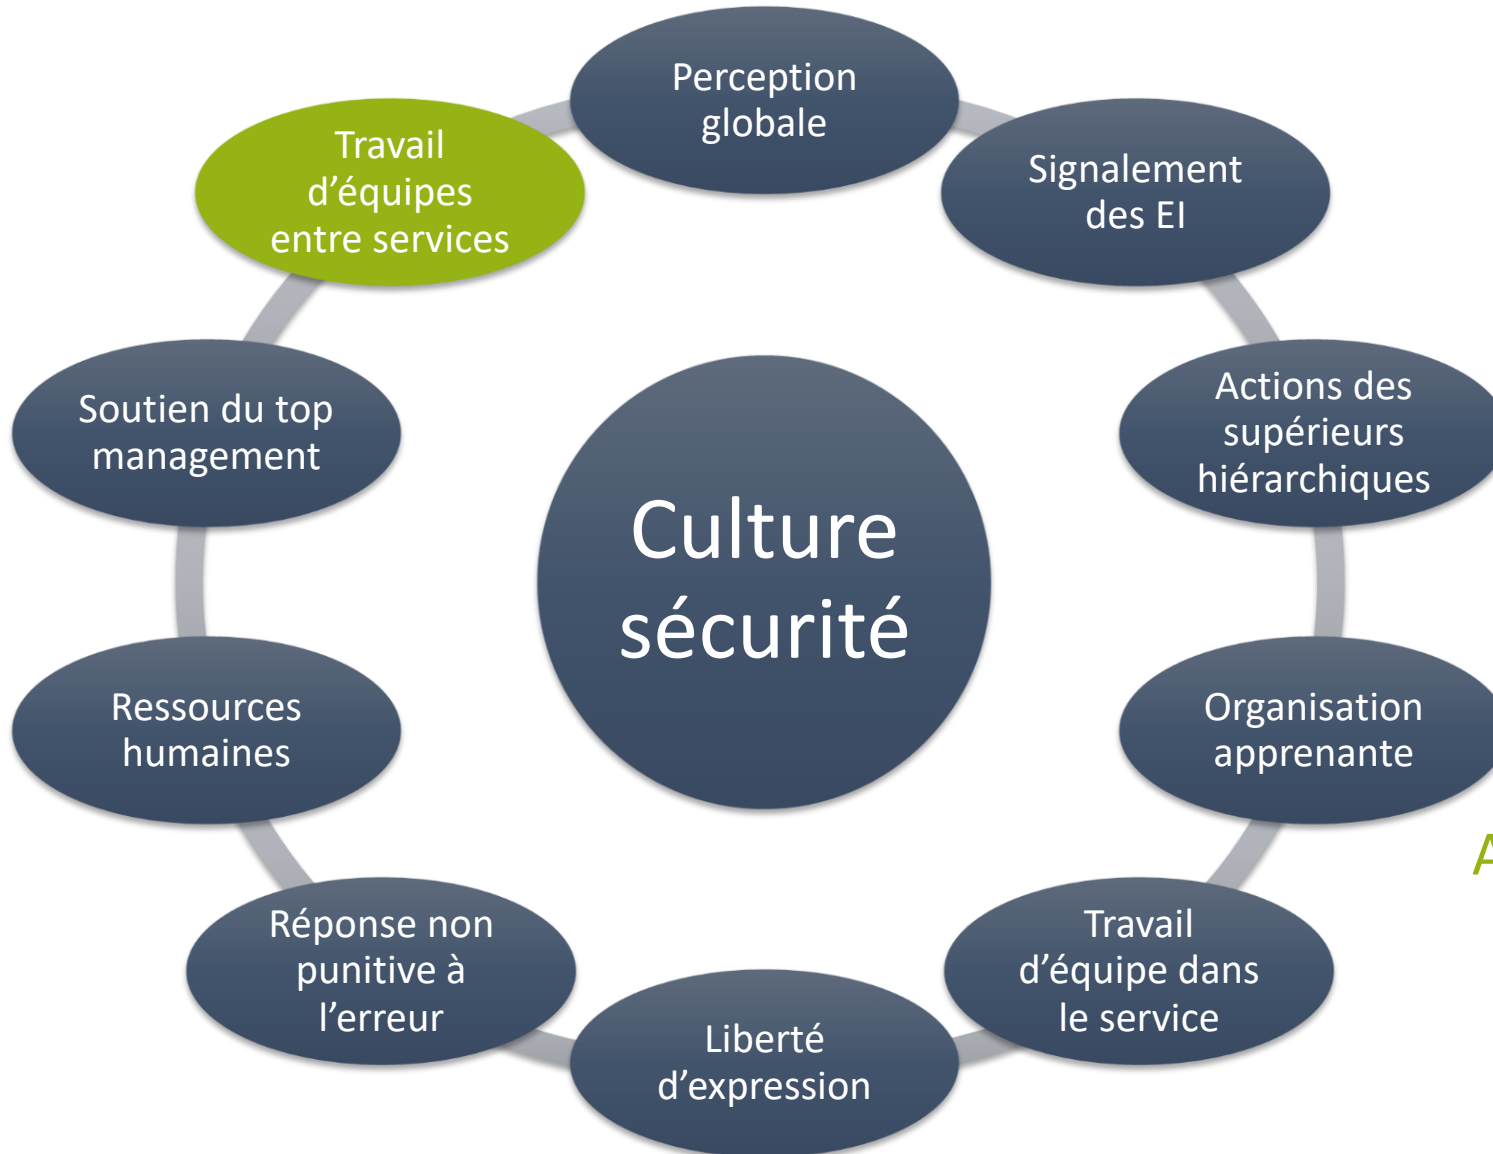 Perception
globale
Travail
d’équipes
entre services
Signalement
des EI
Soutien du top
management
Actions des
supérieurs
hiérarchiques
Culture
sécurité
Ressources
humaines
Organisation
apprenante
A
Réponse non
punitive à
l’erreur
Travail
d’équipe dans
le service
Liberté
d’expression